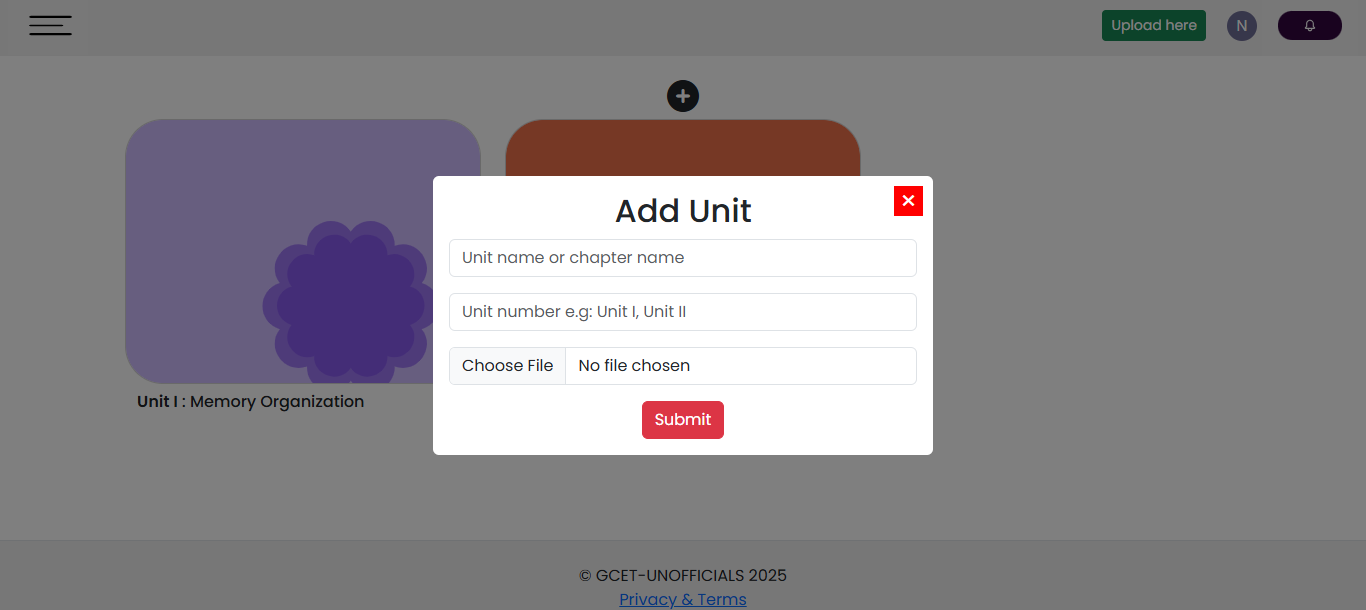 Upload here
N
Add Unit
Unit name or chapter name
Unit number e.g: Unit I, Unit II
Choose File No file chosen
Submit
Unit I : Memory Organization
© GCET-UNOFFICIALS 2025
Privacy & Terms